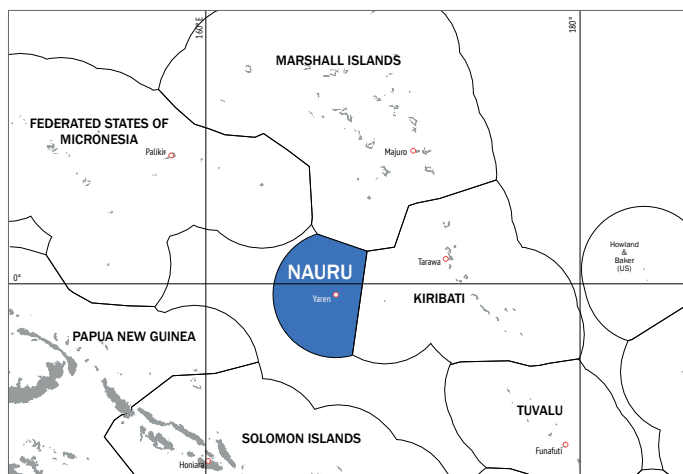 160° E
180°
MARSHALL ISLANDS
FEDERATED STATES OF
MICRONESIA
Palikir
Majuro
Howland
&
Baker
(US)
Tarawa
NAURU
0°
Yaren
KIRIBATI
PAPUA NEW GUINEA
TUVALU
SOLOMON ISLANDS
Funafuti
Honiara